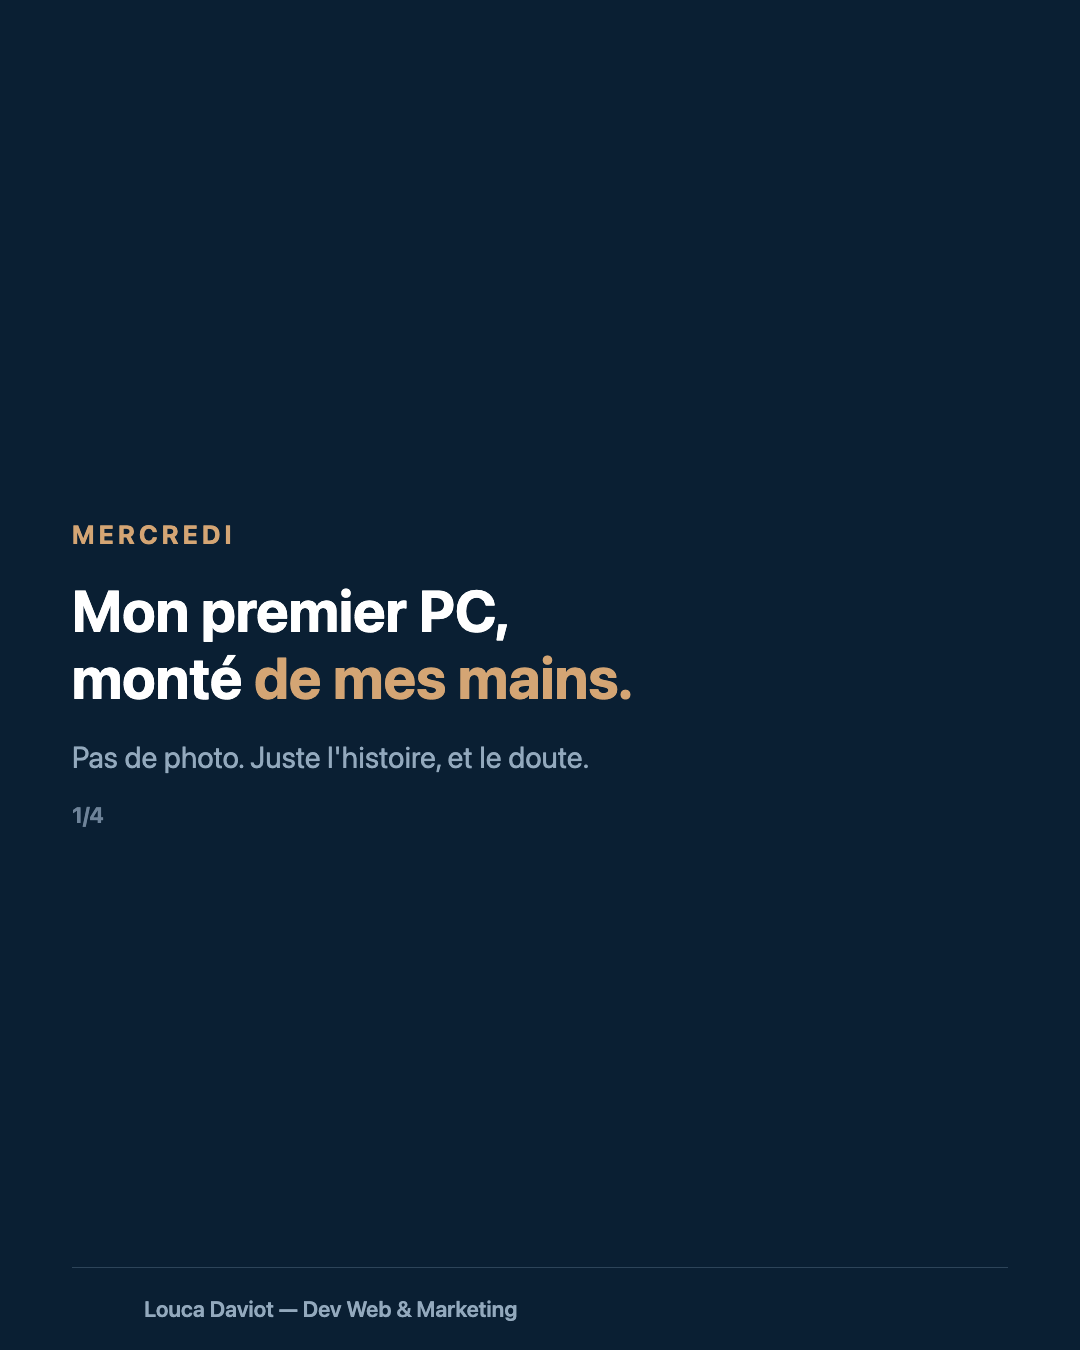 MERCREDI
Mon premier PC,
monté de mes mains.
Pas de photo. Juste l'histoire, et le doute.
1/4
Louca Daviot — Dev Web & Marketing